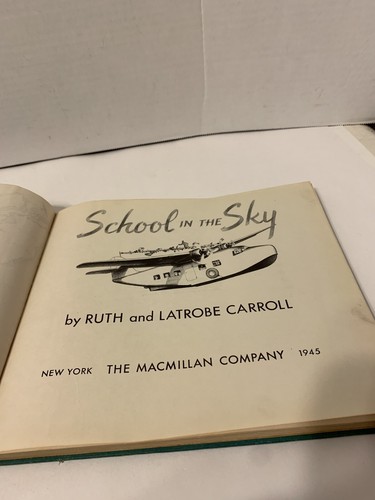 School IN THE Sky
by RUTH and LATROBE CARROLL
NEW YORK THE MACMILLAN COMPANY 1945